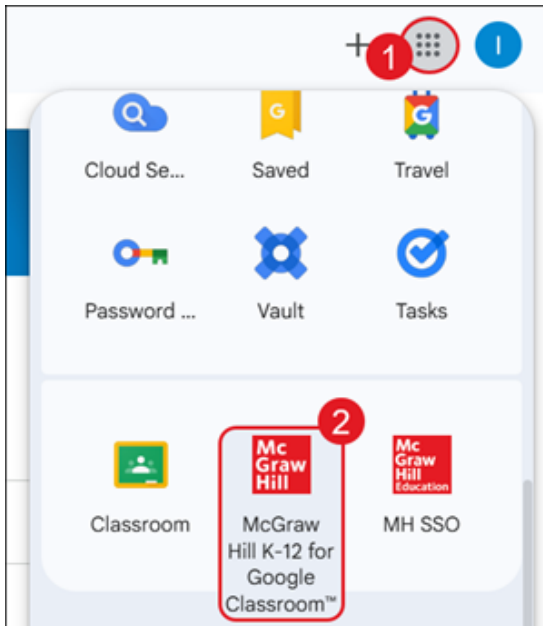 +
1
I
G
G
Cloud Se...
Saved
Travel
Password ...
Vault
Tasks
2
Mc
Graw
Hill
Mc
Graw
Hill
Education
Classroom
McGraw
Hill K-12 for
Google
Classroom™
MH SSO